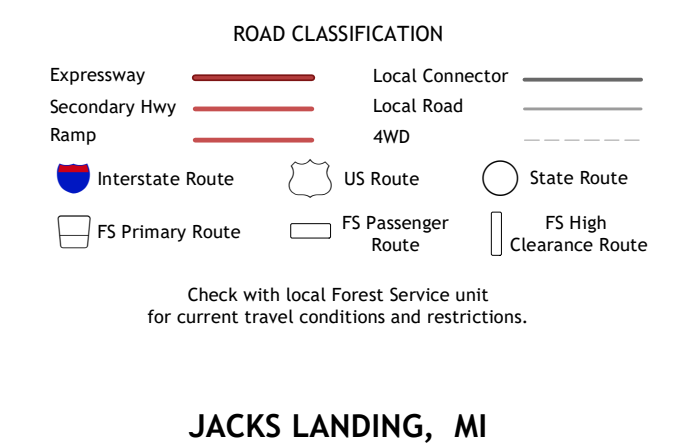 ROAD CLASSIFICATION
Expressway
Local Connector
Secondary Hwy
Local Road
Ramp
4WD
Interstate Route
US Route
State Route
FS Primary Route
FS Passenger
Route
FS High
Clearance Route
Check with local Forest Service unit
for current travel conditions and restrictions.
JACKS LANDING, MI